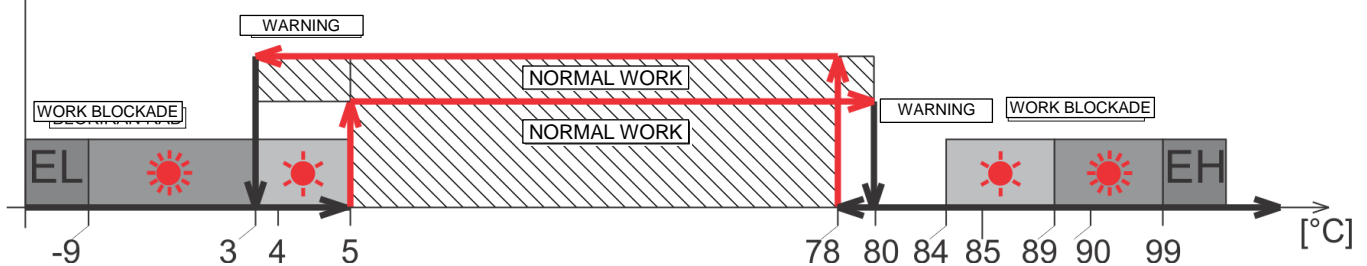 WARNING
NORMAL WORK
WORK BLOCKADE
WARNING
WORK BLOCKADE
NORMAL WORK
EL
EH
-9 3 4 5 78 80 84 85 89 90 99
[°C]